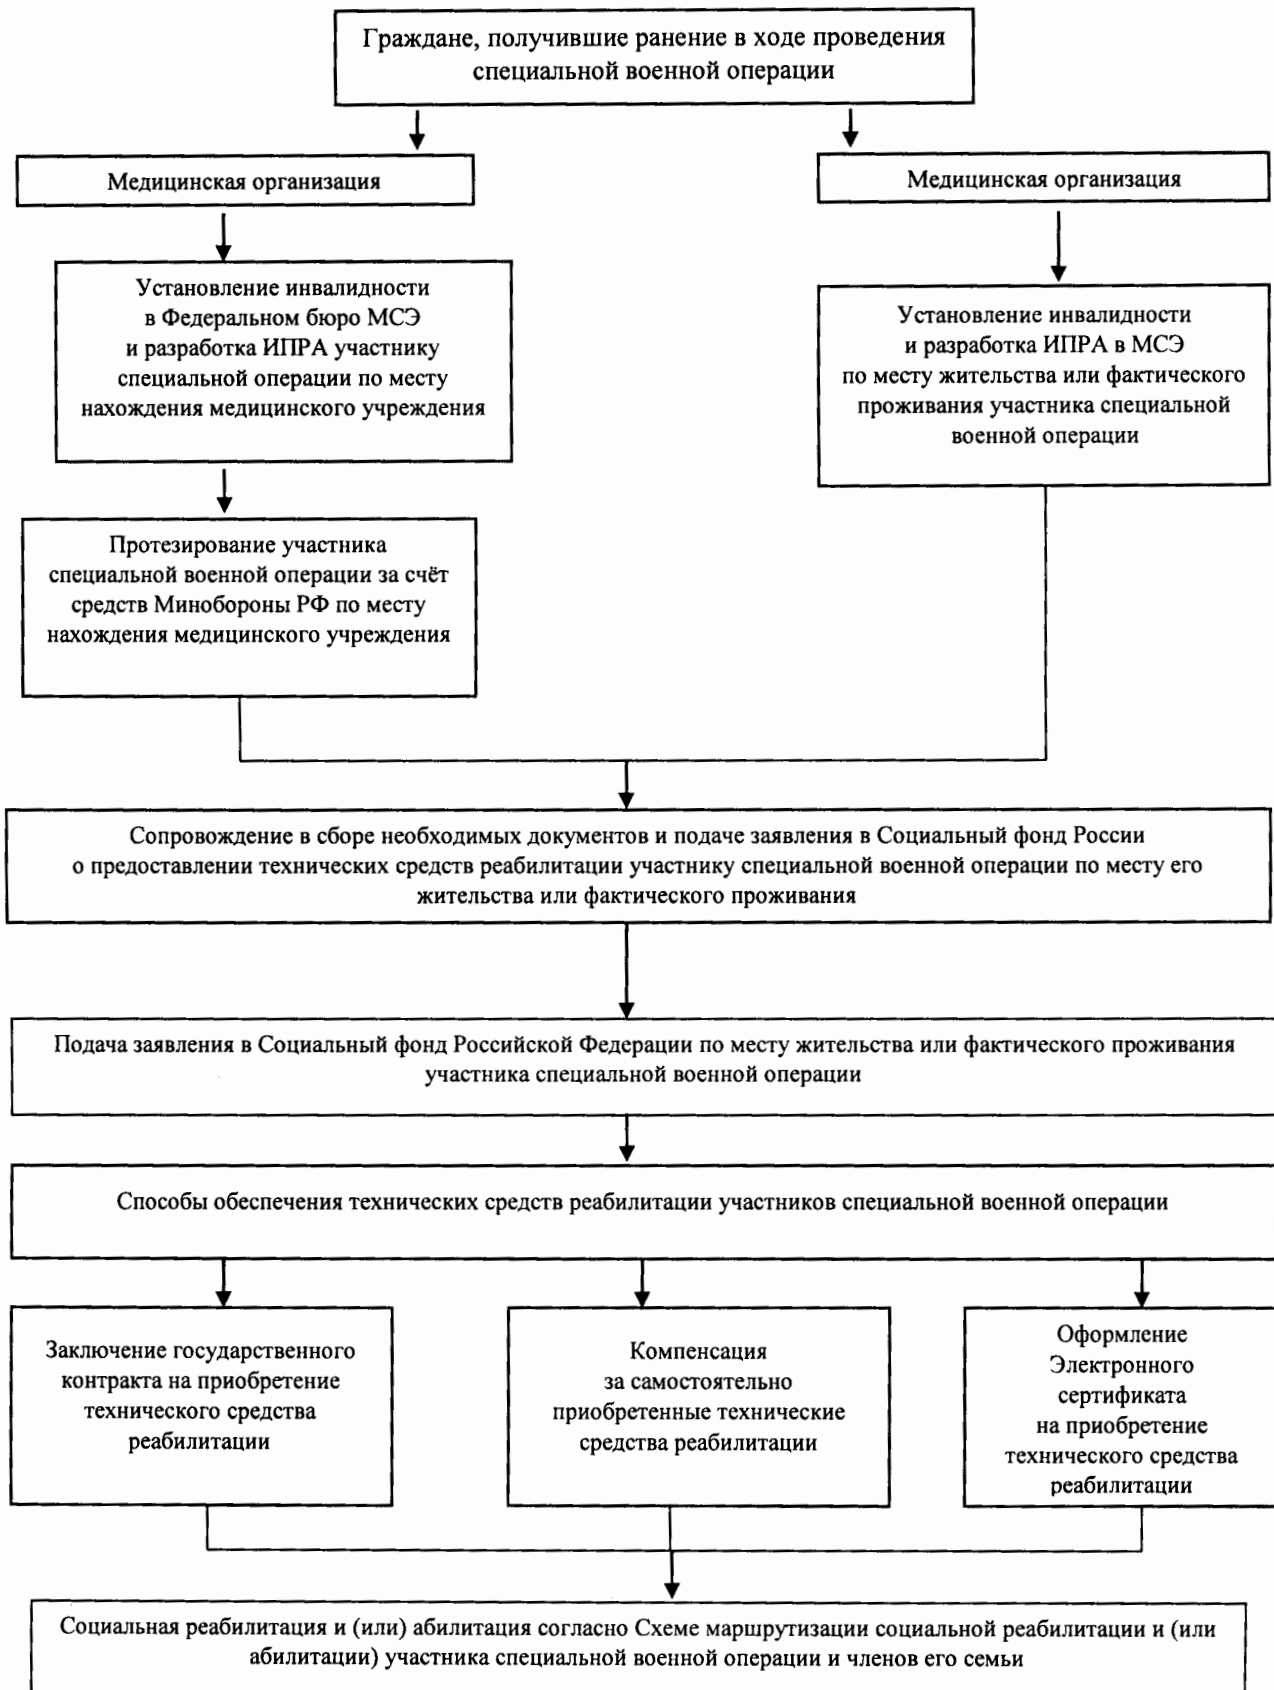 Граждане, получившие ранение в ходе проведения
специальной военной операции
Медицинская организация
Медицинская организация
Установление инвалидности
в Федеральном бюро МСЭ
и разработка ИПРА участнику
специальной операции по месту
нахождения медицинского учреждения
Установление инвалидности
и разработка ИПРА в МСЭ
по месту жительства или фактического
проживания участника специальной
военной операции
Протезирование участника
специальной военной операции за счёт
средств Минобороны РФ по месту
нахождения медицинского учреждения
Сопровождение в сборе необходимых документов и подаче заявления в Социальный фонд России
о предоставлении технических средств реабилитации участнику специальной военной операции по месту его
жительства или фактического проживания
Подача заявления в Социальный фонд Российской Федерации по месту жительства или фактического проживания
участника специальной военной операции
Способы обеспечения технических средств реабилитации участников специальной военной операции
Заключение государственного
контракта на приобретение
технического средства
реабилитации
Компенсация
за самостоятельно
приобретенные технические
средства реабилитации
Оформление
Электронного
сертификата
на приобретение
технического средства
реабилитации
Социальная реабилитация и (или) абилитация согласно Схеме маршрутизации социальной реабилитации и (или
абилитации) участника специальной военной операции и членов его семьи